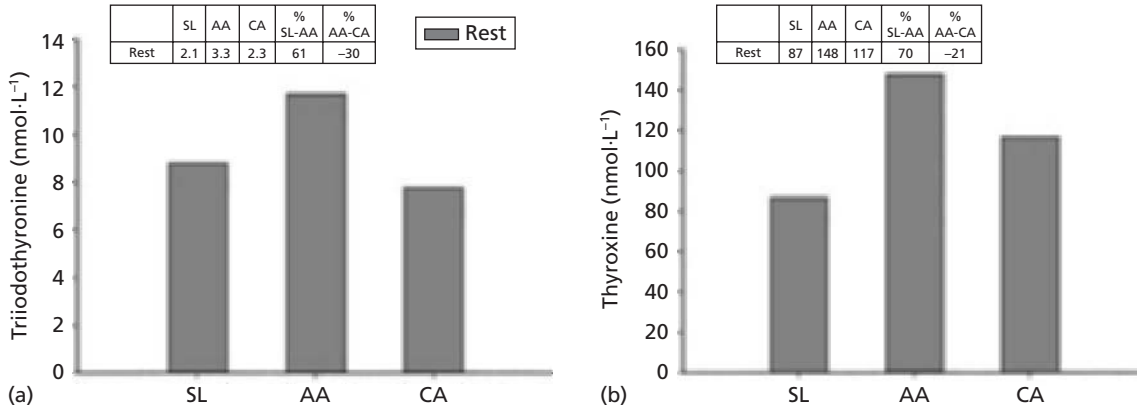 SL AA CA % SL-AA % AA-CA
Rest 2.1 3.3 2.3 61 –30
Rest
Triiodothyronine (nmol·L⁻¹)
14
12
10
8
6
4
2
0
SL AA CA
(a)
SL AA CA % SL-AA % AA-CA
Rest 87 148 117 70 –21
Thyroxine (nmol·L⁻¹)
160
140
120
100
80
60
40
20
0
SL AA CA
(b)